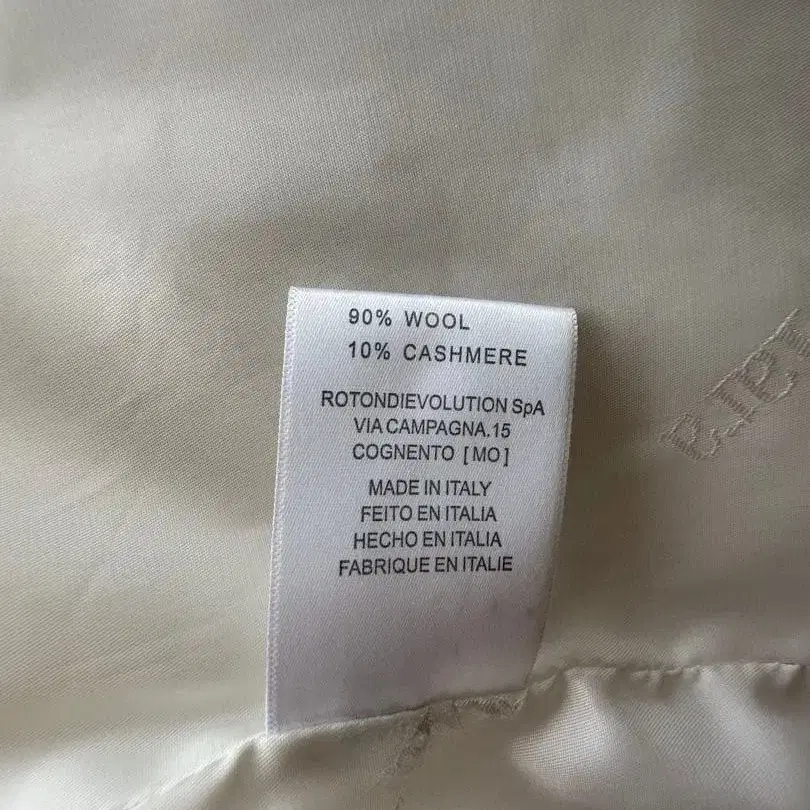 90% WOOL
10% CASHMERE
ROTONDIEVOLUTION SpA
VIA CAMPAGNA.15
COGNENTO [MO]
MADE IN ITALY
FEITO EN ITALIA
HECHO EN ITALIA
FABRIQUE EN ITALIE